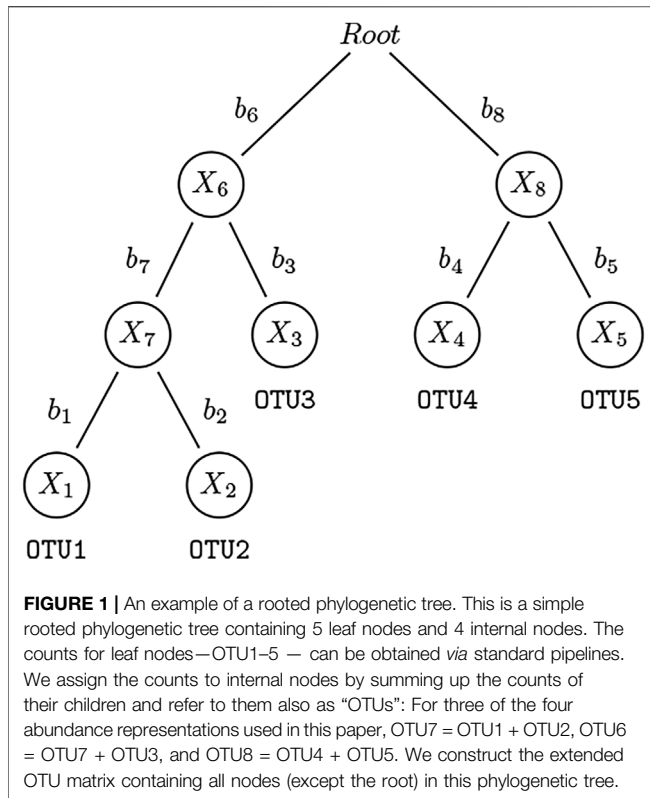 Root
b₆ b₈
X₆ X₈
b₇ b₃ b₄ b₅
X₇ X₃ X₄ X₅
OTU3 OTU4 OTU5
b₁ b₂
X₁ X₂
OTU1 OTU2
FIGURE 1 | An example of a rooted phylogenetic tree. This is a simple
rooted phylogenetic tree containing 5 leaf nodes and 4 internal nodes. The
counts for leaf nodes—OTU1–5 — can be obtained via standard pipelines.
We assign the counts to internal nodes by summing up the counts of
their children and refer to them also as “OTUs”: For three of the four
abundance representations used in this paper, OTU7 = OTU1 + OTU2, OTU6
= OTU7 + OTU3, and OTU8 = OTU4 + OTU5. We construct the extended
OTU matrix containing all nodes (except the root) in this phylogenetic tree.